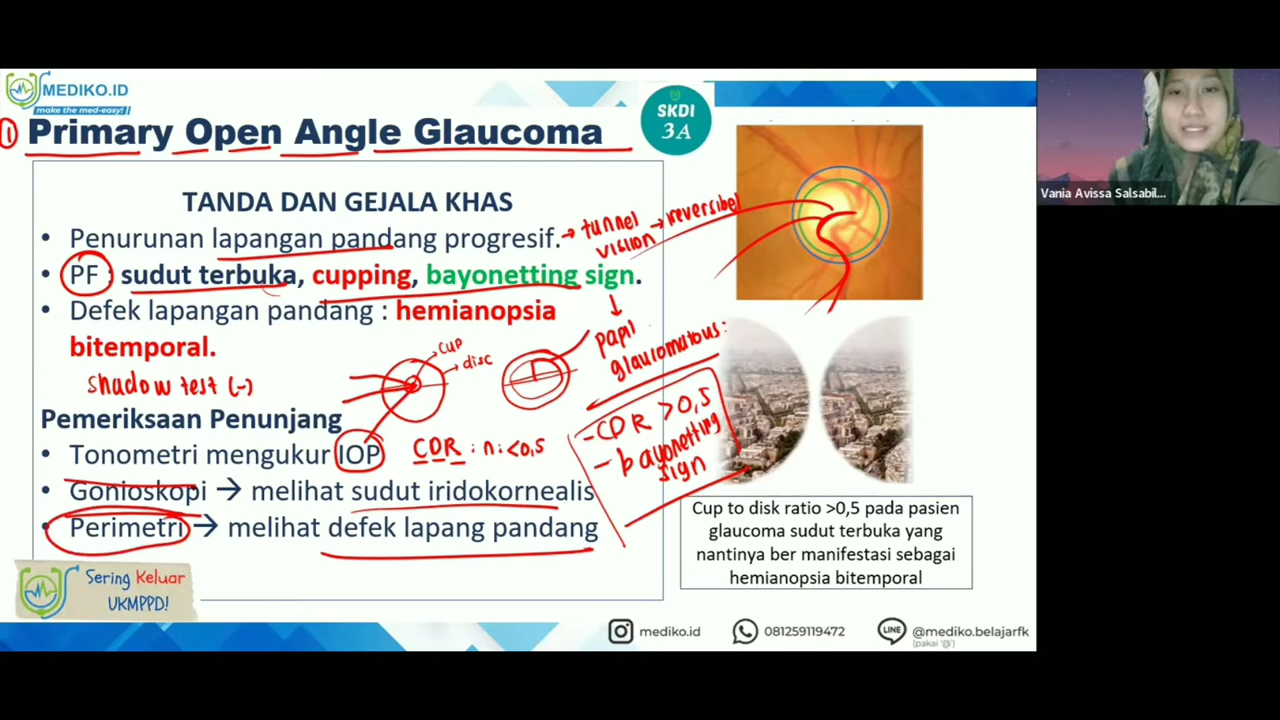 MEDIKO.ID
make the med-easy!
SKDI
3A
① Primary Open Angle Glaucoma
TANDA DAN GEJALA KHAS
• Penurunan lapangan pandang progresif. → tunnel vision → reversibel
• PF : sudut terbuka, cupping, bayonetting sign.
• Defek lapangan pandang : hemianopsia
bitemporal.
shadow test (-)
cup
disc
↓
papil
glaucomatous:
- CDR > 0,5
- bayonetting
sign
Pemeriksaan Penunjang
• Tonometri mengukur IOP
CDR : n: <0,5
• Gonioskopi → melihat sudut iridokornealis
• Perimetri → melihat defek lapang pandang
Cup to disk ratio >0,5 pada pasien
glaucoma sudut terbuka yang
nantinya ber manifestasi sebagai
hemianopsia bitemporal
Sering Keluar
UKMPPD!
mediko.id
081259119472
LINE
@mediko.belajarfk
(pakai '@')
Vania Avissa Salsabil...